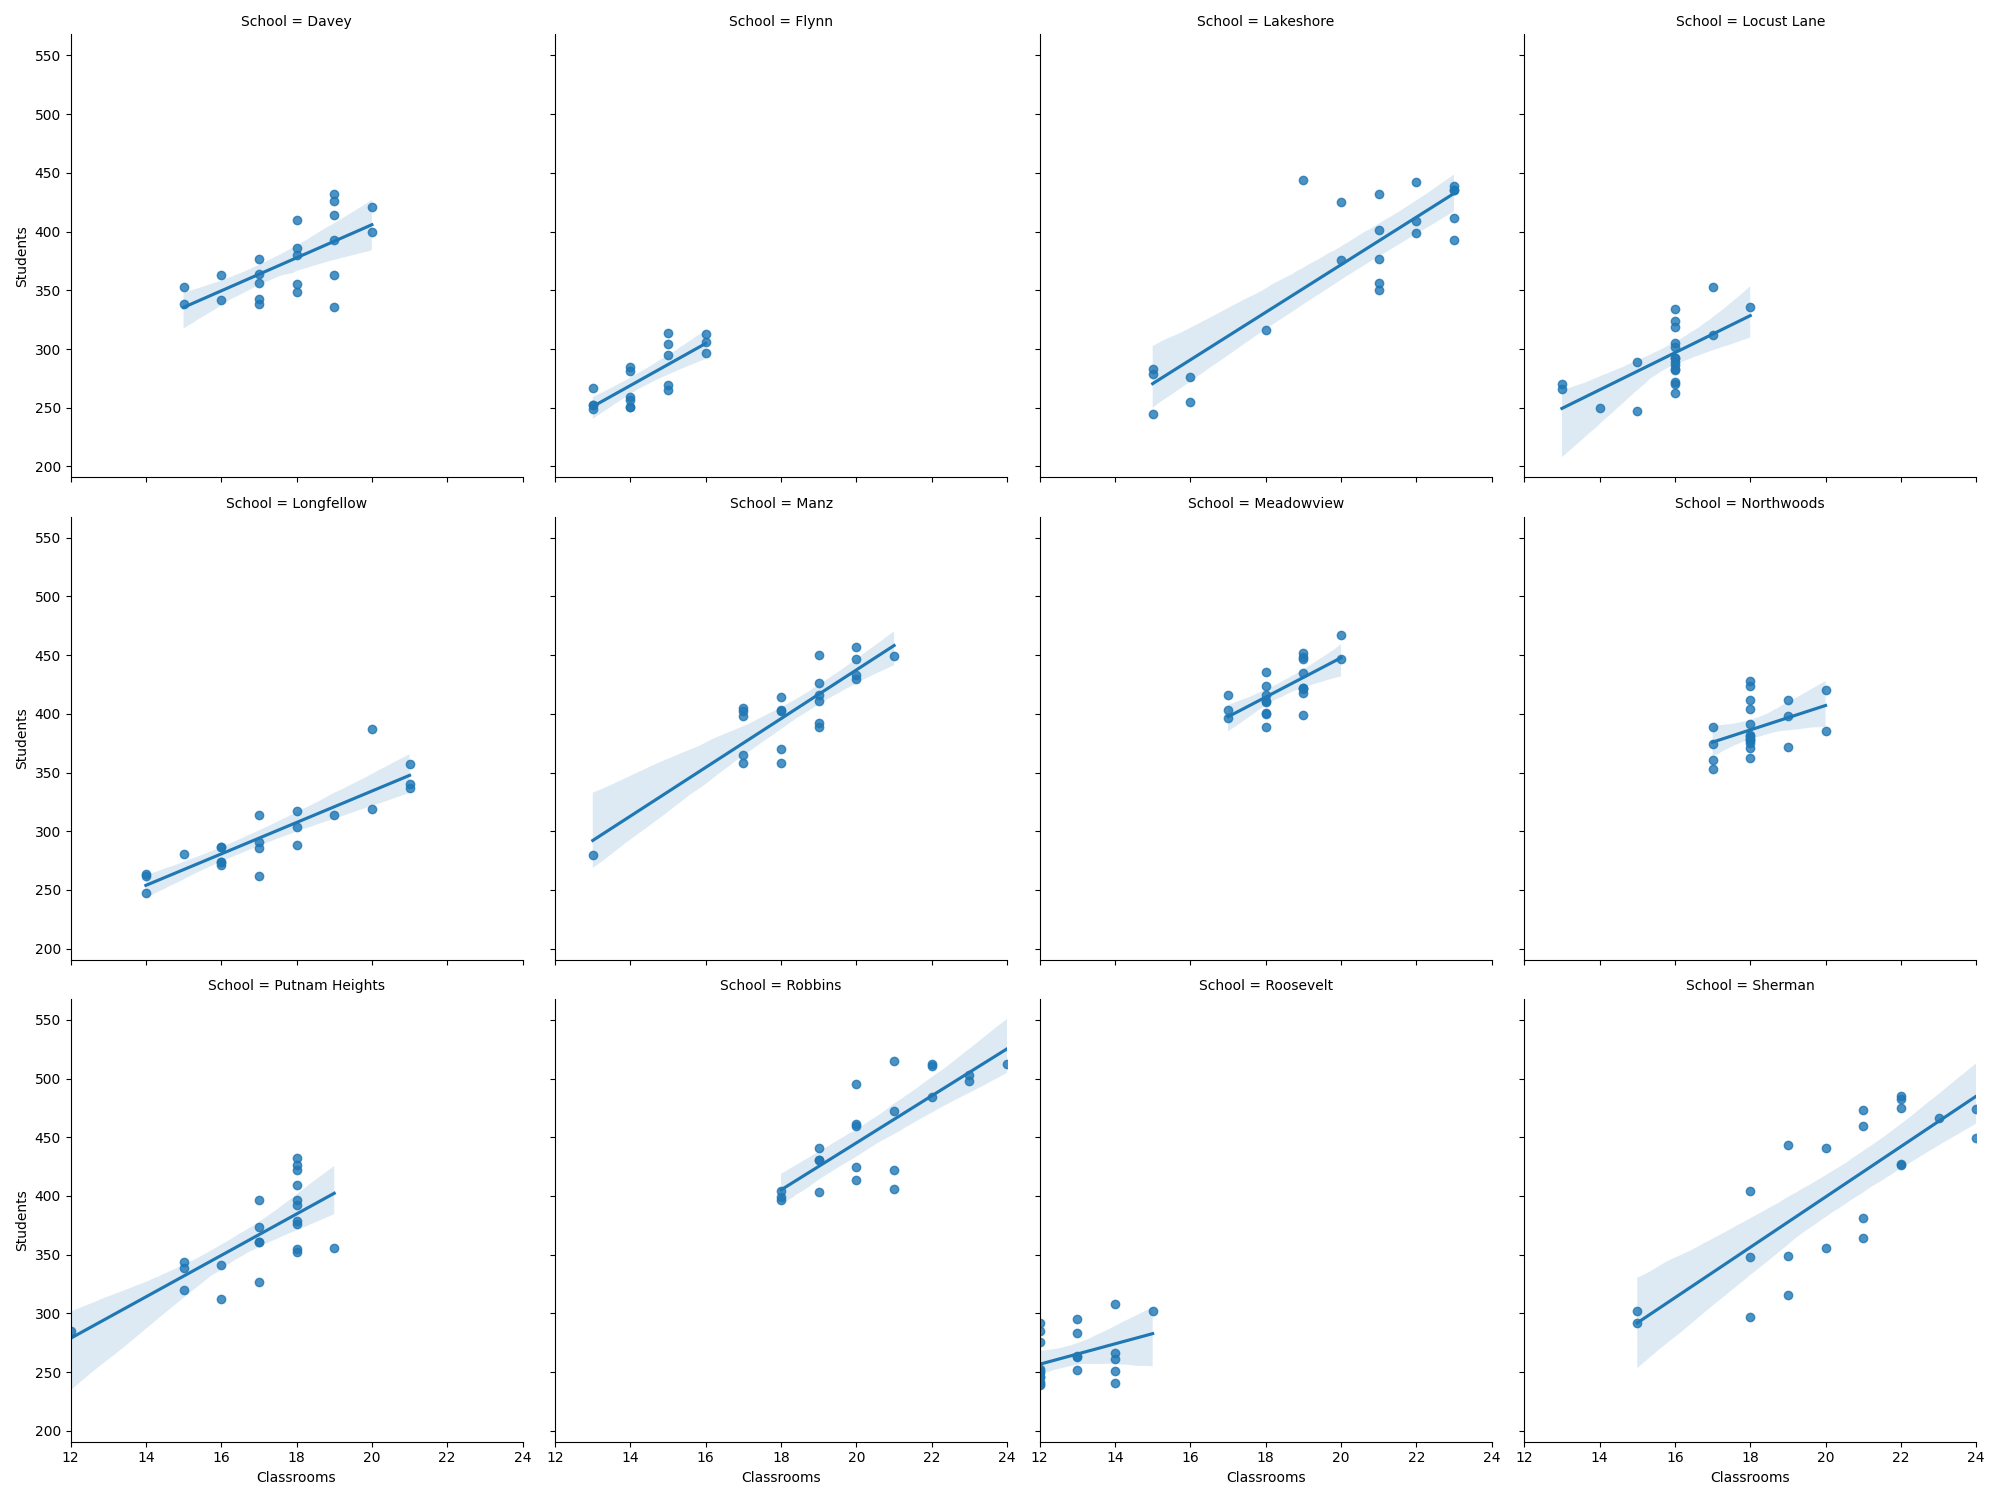 School = Davey
School = Flynn
School = Lakeshore
School = Locust Lane
550
500
450
400
350
300
250
200
Students
School = Longfellow
School = Manz
School = Meadowview
School = Northwoods
550
500
450
400
350
300
250
200
Students
School = Putnam Heights
School = Robbins
School = Roosevelt
School = Sherman
550
500
450
400
350
300
250
200
Students
12 14 16 18 20 22 24
12 14 16 18 20 22 24
12 14 16 18 20 22 24
12 14 16 18 20 22 24
Classrooms
Classrooms
Classrooms
Classrooms